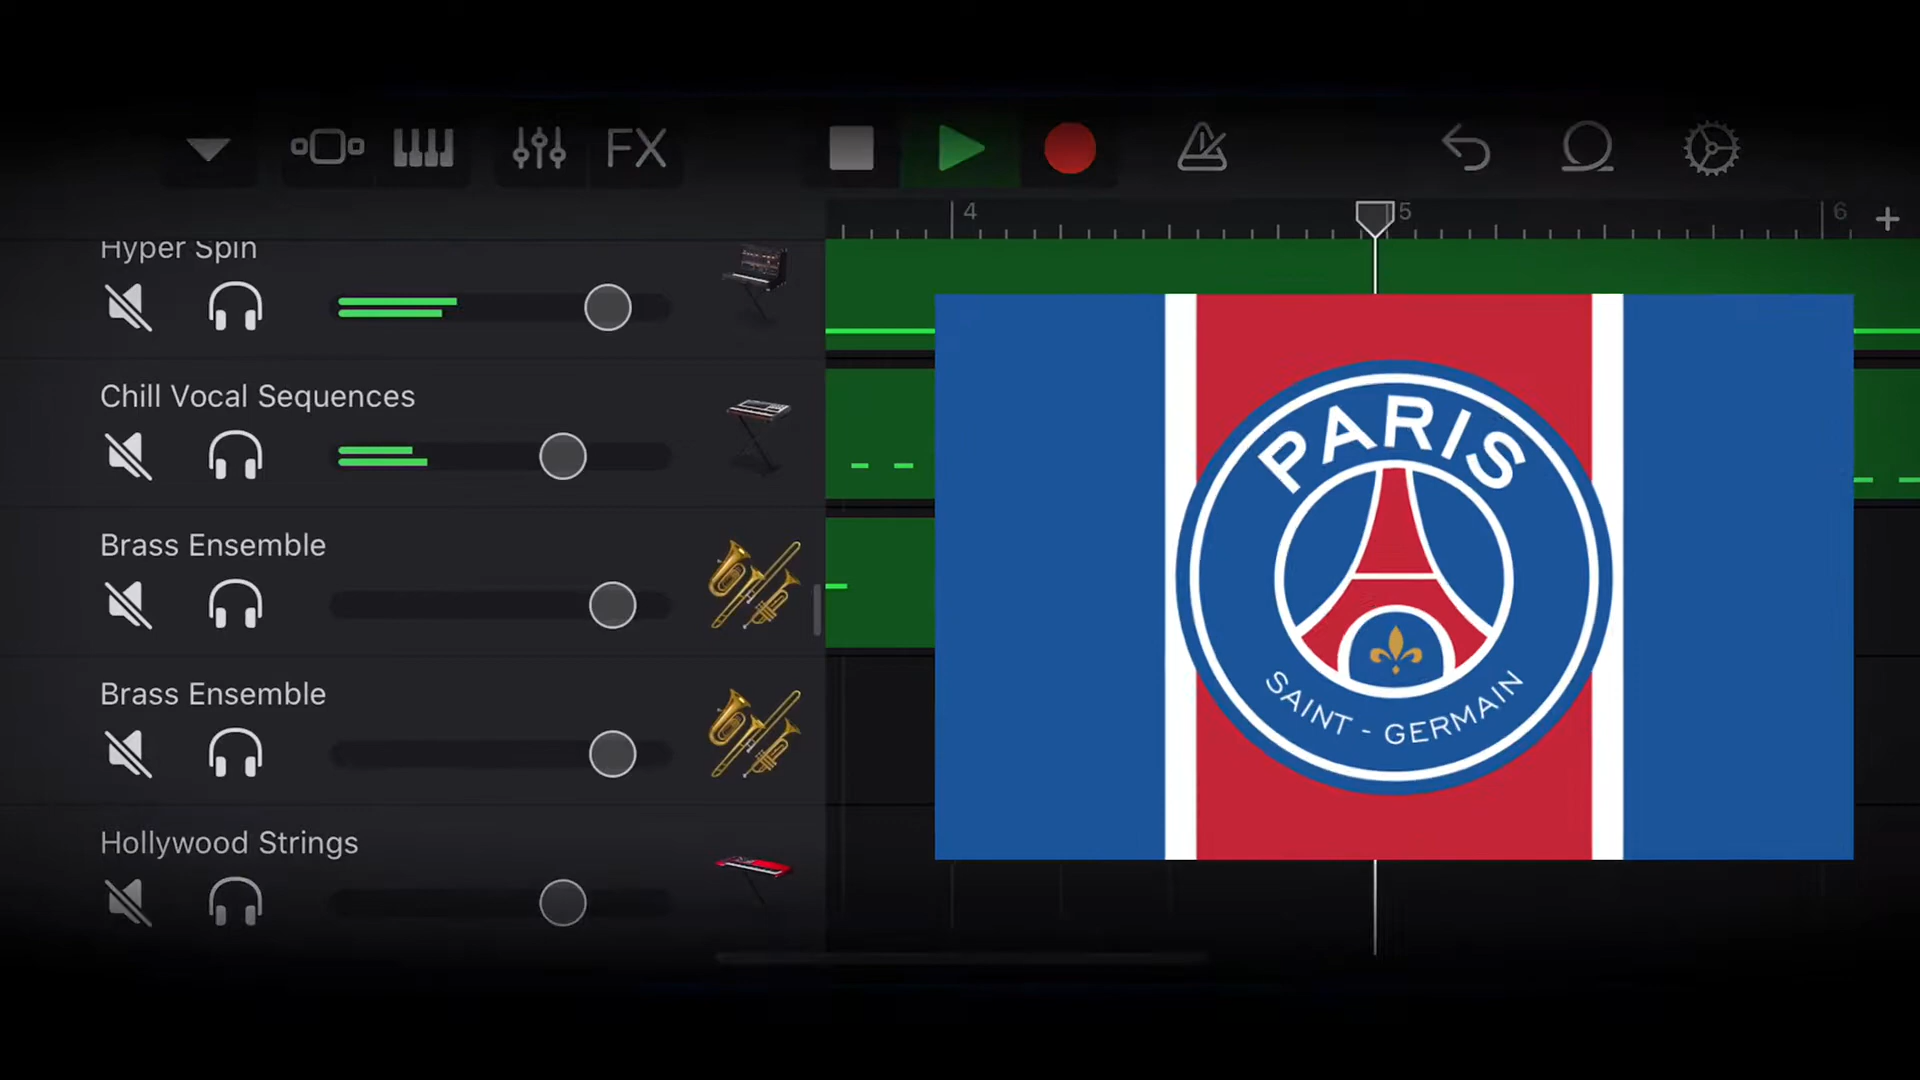 FX
4
5
6
Hyper Spin
Chill Vocal Sequences
Brass Ensemble
Brass Ensemble
Hollywood Strings
PARIS
SAINT - GERMAIN